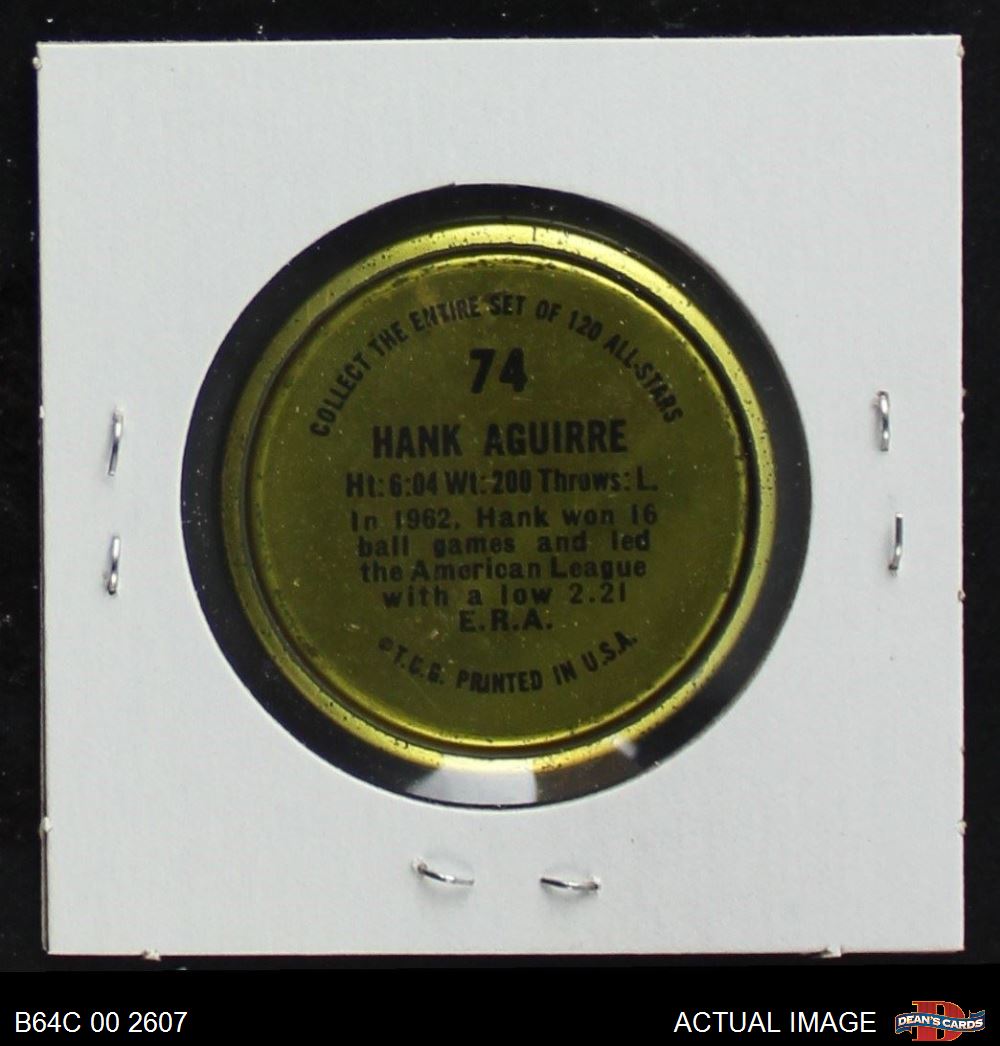 COLLECT THE ENTIRE SET OF 120 ALL-STARS
74
HANK AGUIRRE
Ht: 6:04 Wt: 200 Throws: L.
In 1962, Hank won 16
ball games and led
the American League
with a low 2.21
E.R.A.
©T.C.G. PRINTED IN U.S.A.
B64C 00 2607
ACTUAL IMAGE
DEAN'S CARDS